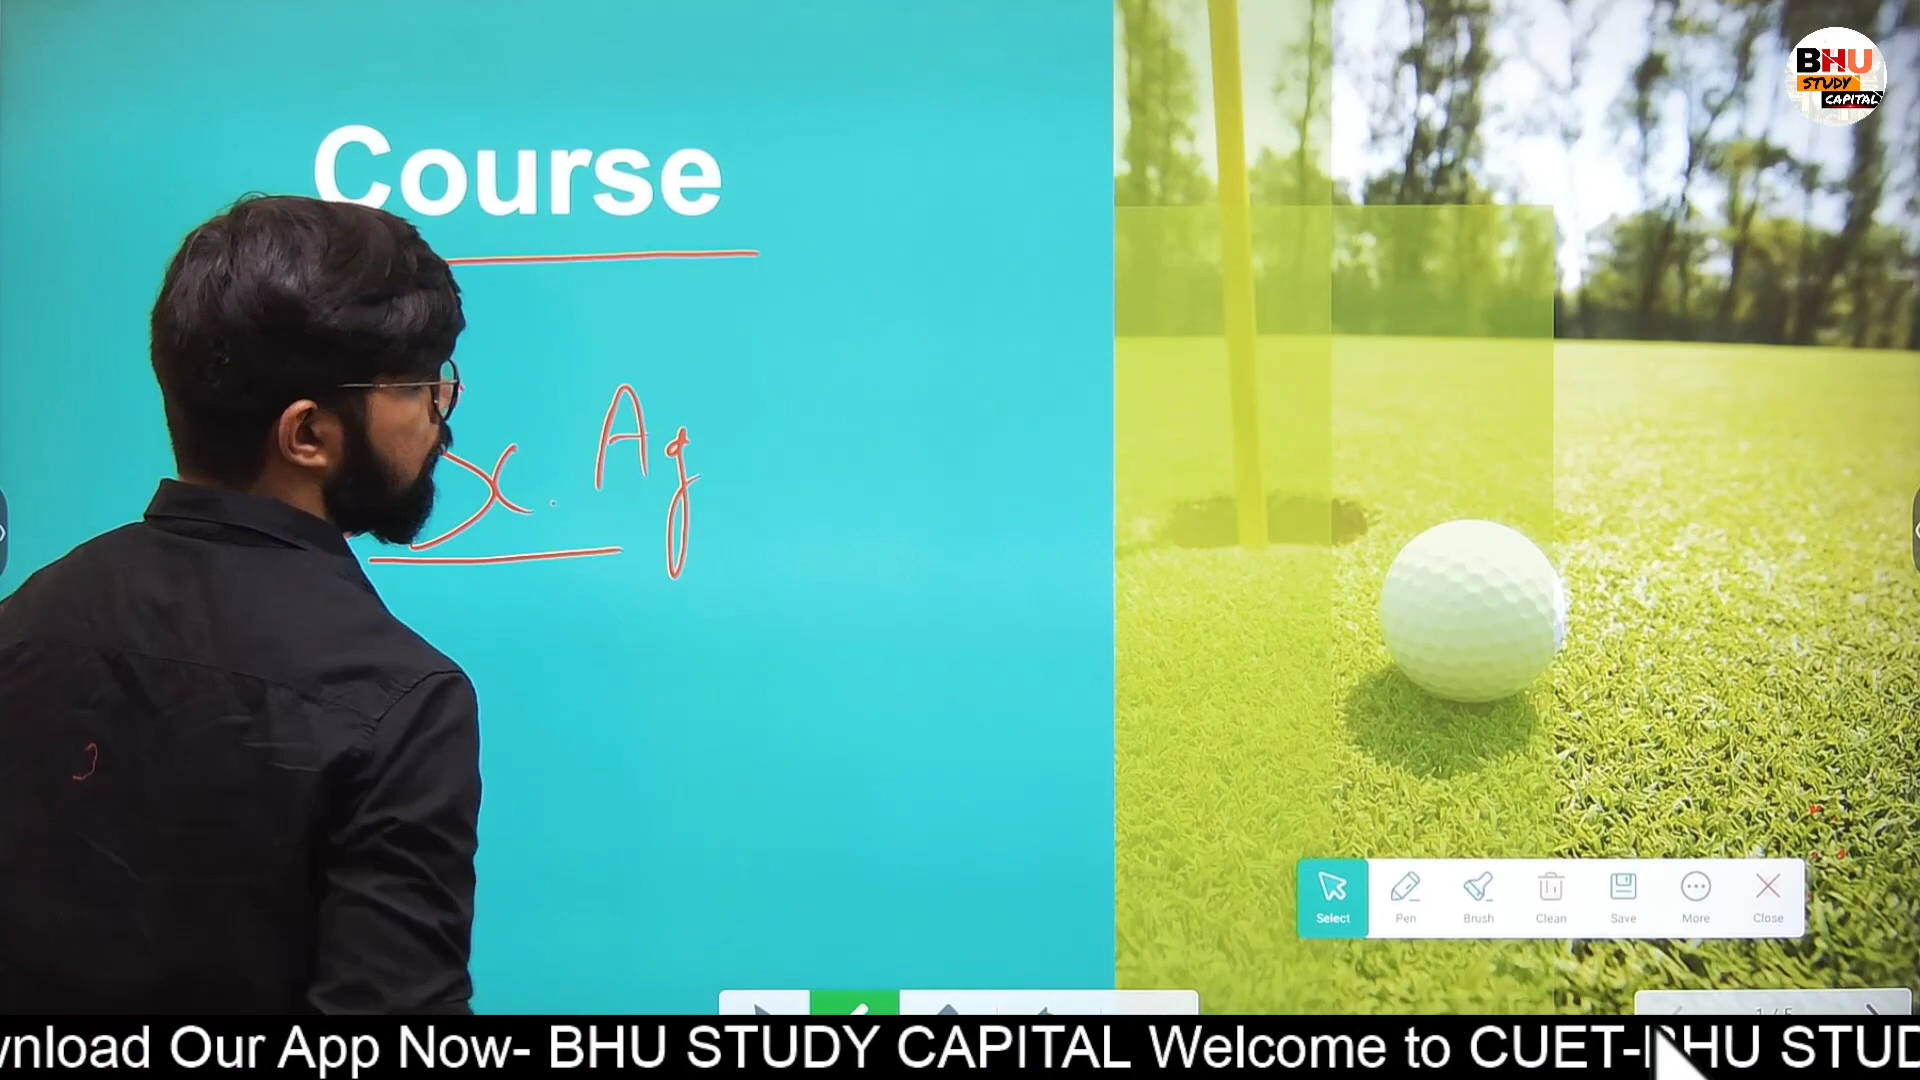 BHU
STUDY
CAPITAL
Course
x. Ag
Select
Pen
Brush
Clean
Save
More
Close
wnload Our App Now- BHU STUDY CAPITAL Welcome to CUET-BHU STUD